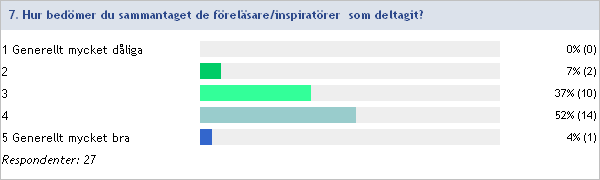 7. Hur bedömer du sammantaget de föreläsare/inspiratörer som deltagit?
1 Generellt mycket dåliga 0% (0)
2 7% (2)
3 37% (10)
4 52% (14)
5 Generellt mycket bra 4% (1)
Respondenter: 27